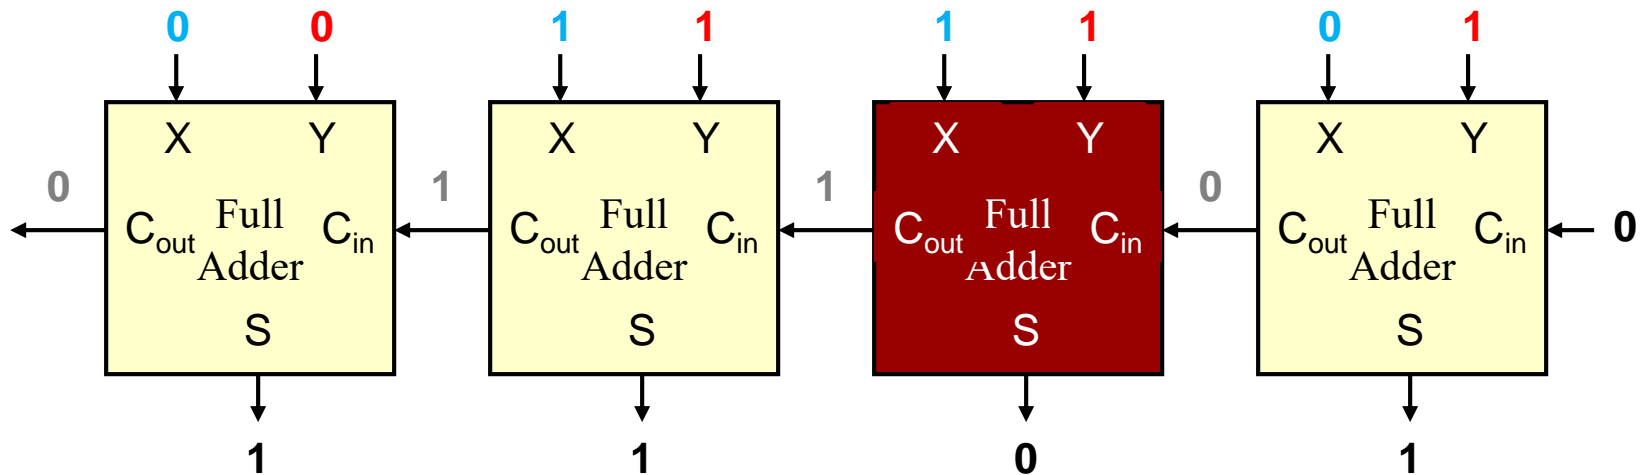 0 0 1 1 1 1 0 1
X Y X Y X Y X Y
0 1 1 0
Full Full Full Full
Cout Cin Cout Cin Cout Cin Cout Cin 0
Adder Adder Adder Adder
S S S S
1 1 0 1